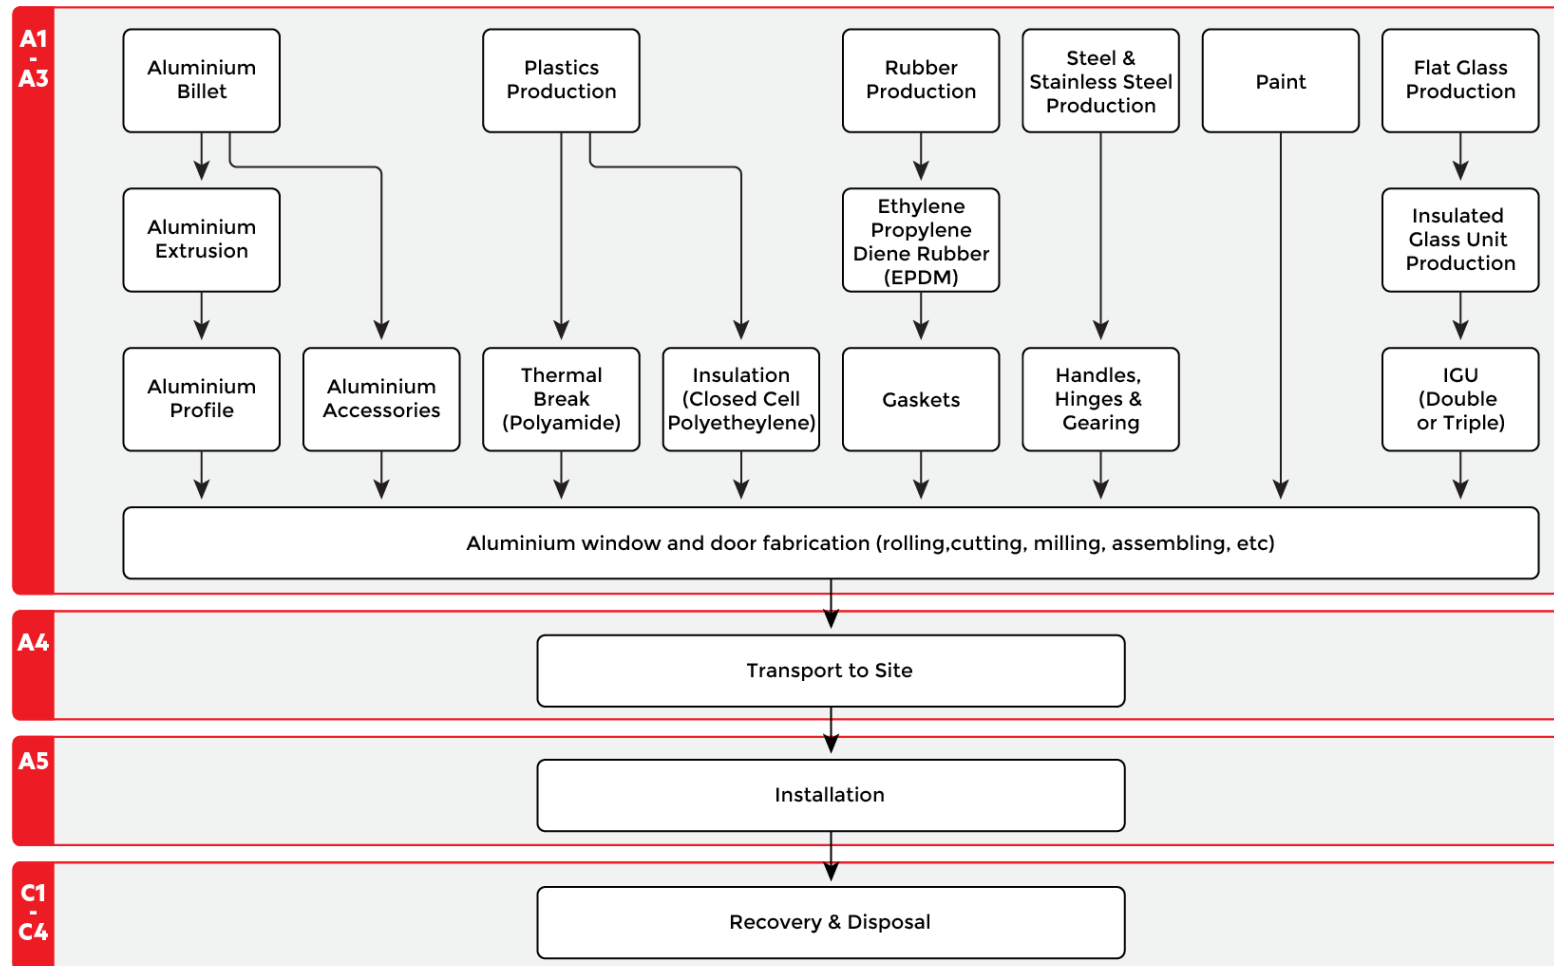 A1
-
A3
Aluminium
Billet
Plastics
Production
Rubber
Production
Steel &
Stainless Steel
Production
Paint
Flat Glass
Production
Aluminium
Extrusion
Ethylene
Propylene
Diene Rubber
(EPDM)
Insulated
Glass Unit
Production
Aluminium
Profile
Aluminium
Accessories
Thermal
Break
(Polyamide)
Insulation
(Closed Cell
Polyetheylene)
Gaskets
Handles,
Hinges &
Gearing
IGU
(Double
or Triple)
Aluminium window and door fabrication (rolling,cutting, milling, assembling, etc)
A4
Transport to Site
A5
Installation
C1
-
C4
Recovery & Disposal